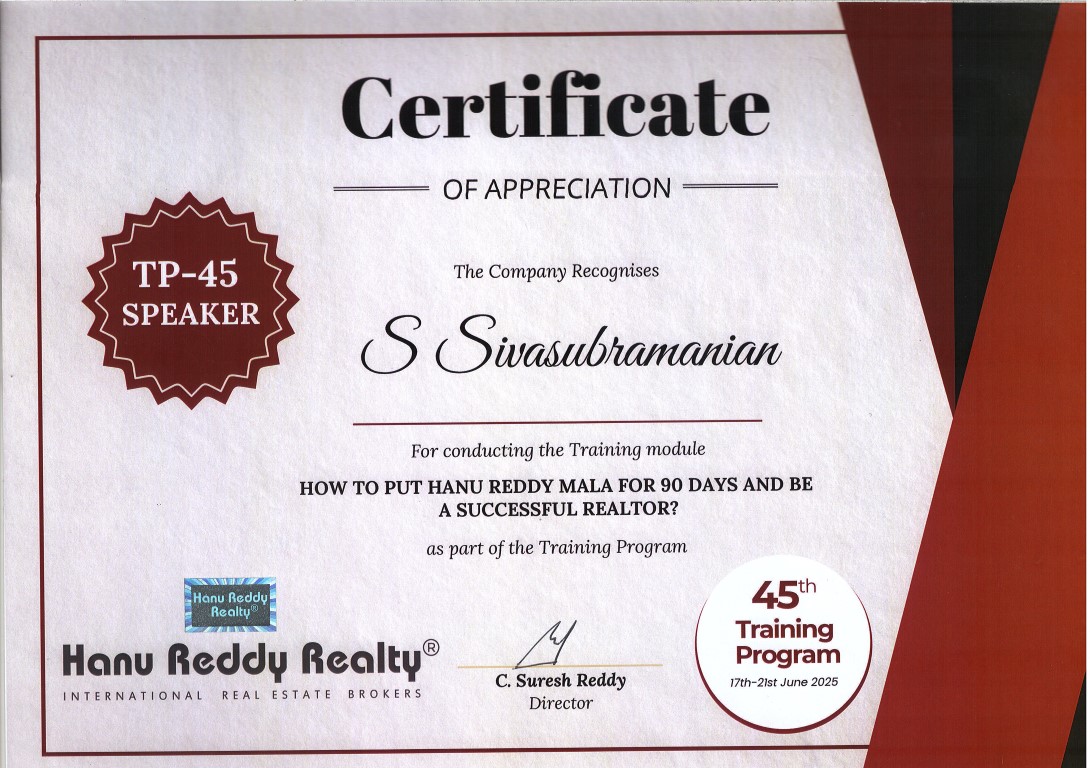 Certificate
OF APPRECIATION
TP-45
SPEAKER
The Company Recognises
S Sivasubramanian
For conducting the Training module
HOW TO PUT HANU REDDY MALA FOR 90 DAYS AND BE
A SUCCESSFUL REALTOR?
as part of the Training Program
Hanu Reddy
Realty®
Hanu Reddy Realty®
INTERNATIONAL REAL ESTATE BROKERS
C. Suresh Reddy
Director
45th
Training
Program
17th-21st June 2025